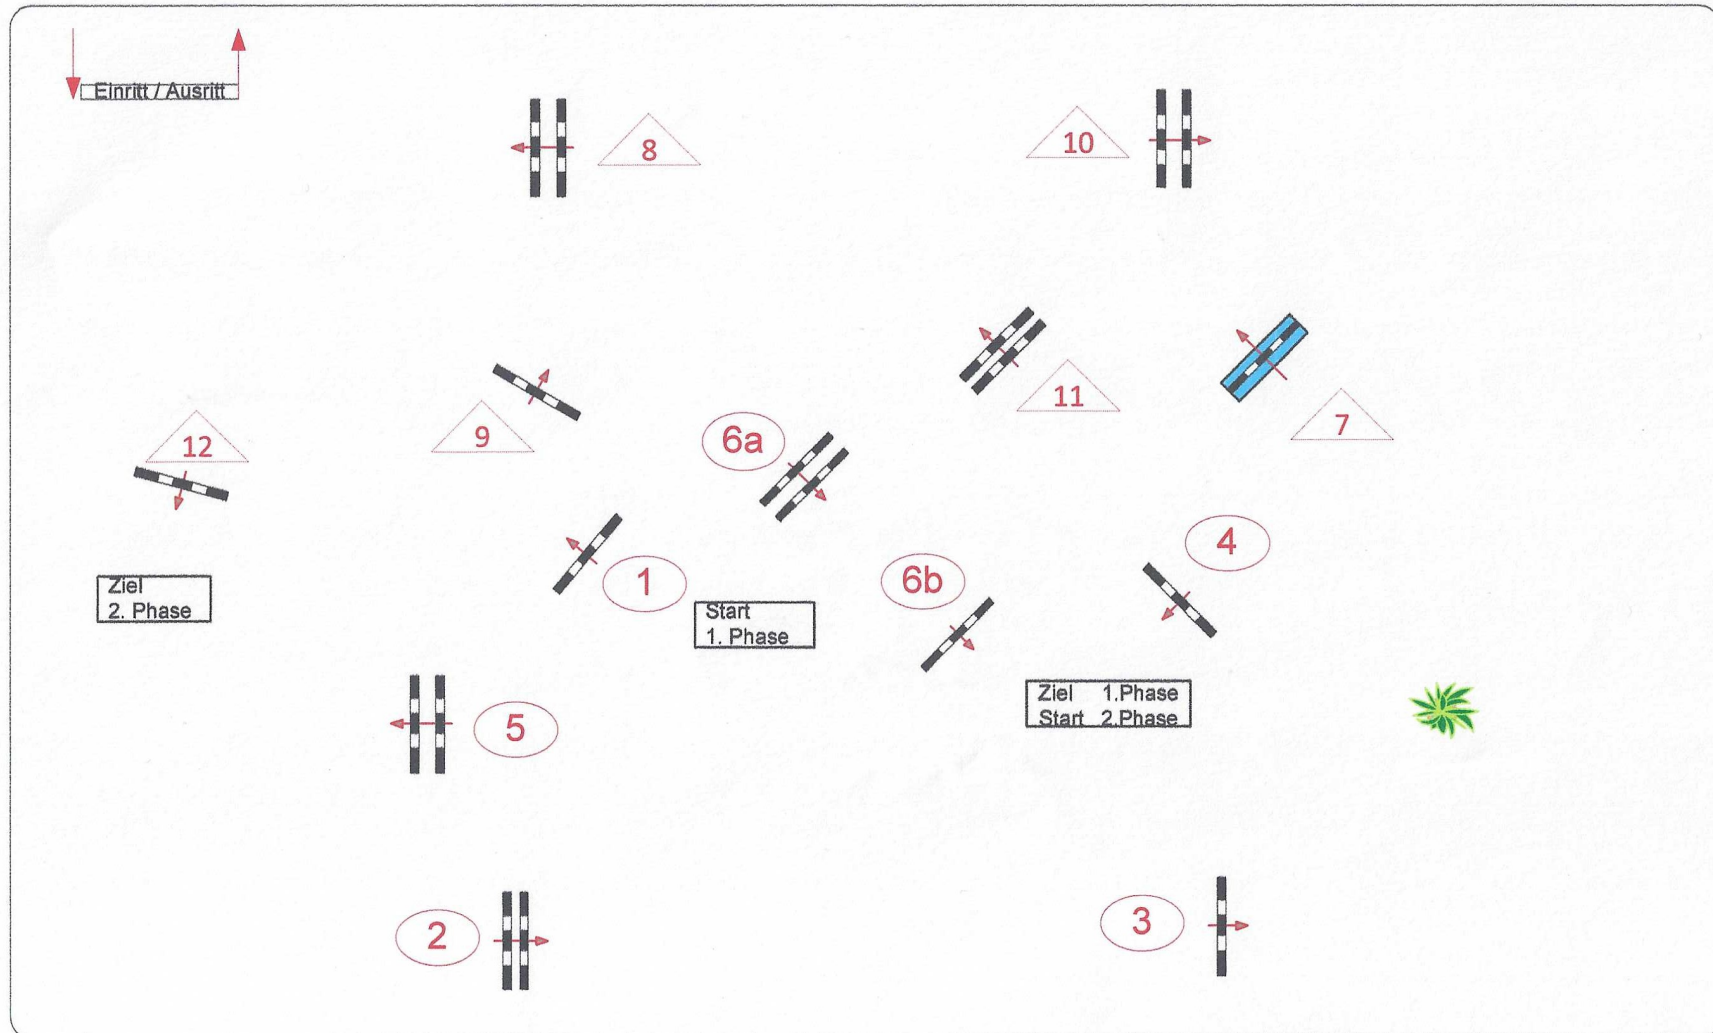 Einritt / Ausritt
8
10
11
7
12
9
6a
4
6b
1
Ziel
2. Phase
Start
1. Phase
Ziel 1.Phase
Start 2.Phase
5
2
3